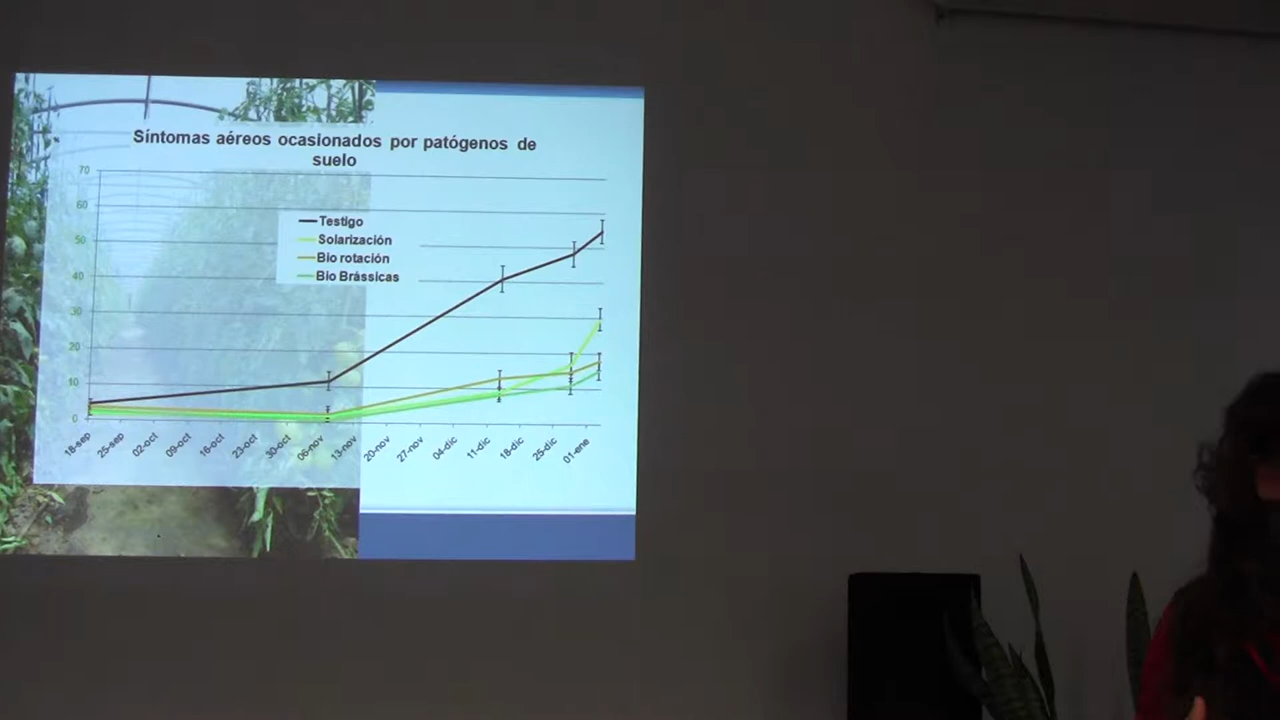 Síntomas aéreos ocasionados por patógenos de
suelo
70
60
50
40
30
20
10
0
Testigo
Solarización
Bio rotación
Bio Brássicas
18-sep
25-sep
02-oct
09-oct
16-oct
23-oct
30-oct
06-nov
13-nov
20-nov
27-nov
04-dic
11-dic
18-dic
25-dic
01-ene